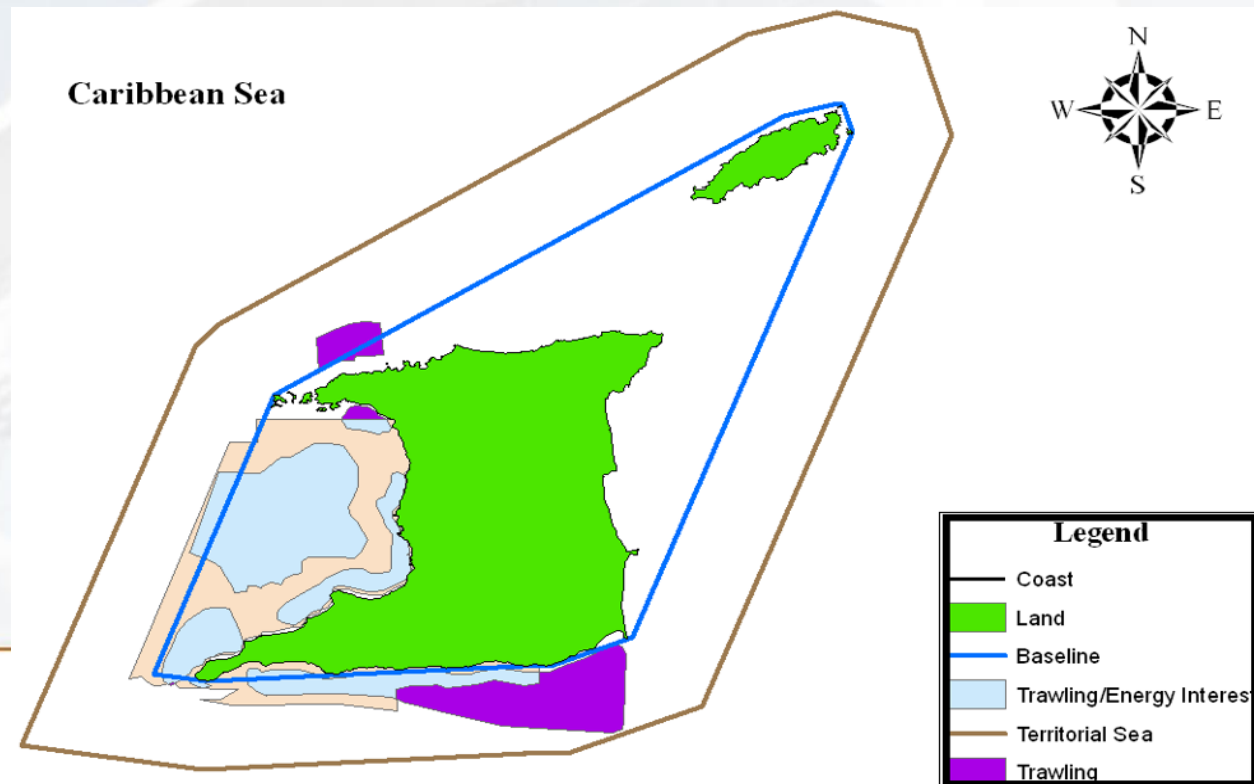 Caribbean Sea
N
W
E
S
Legend
Coast
Land
Baseline
Trawling/Energy Interest
Territorial Sea
Trawling